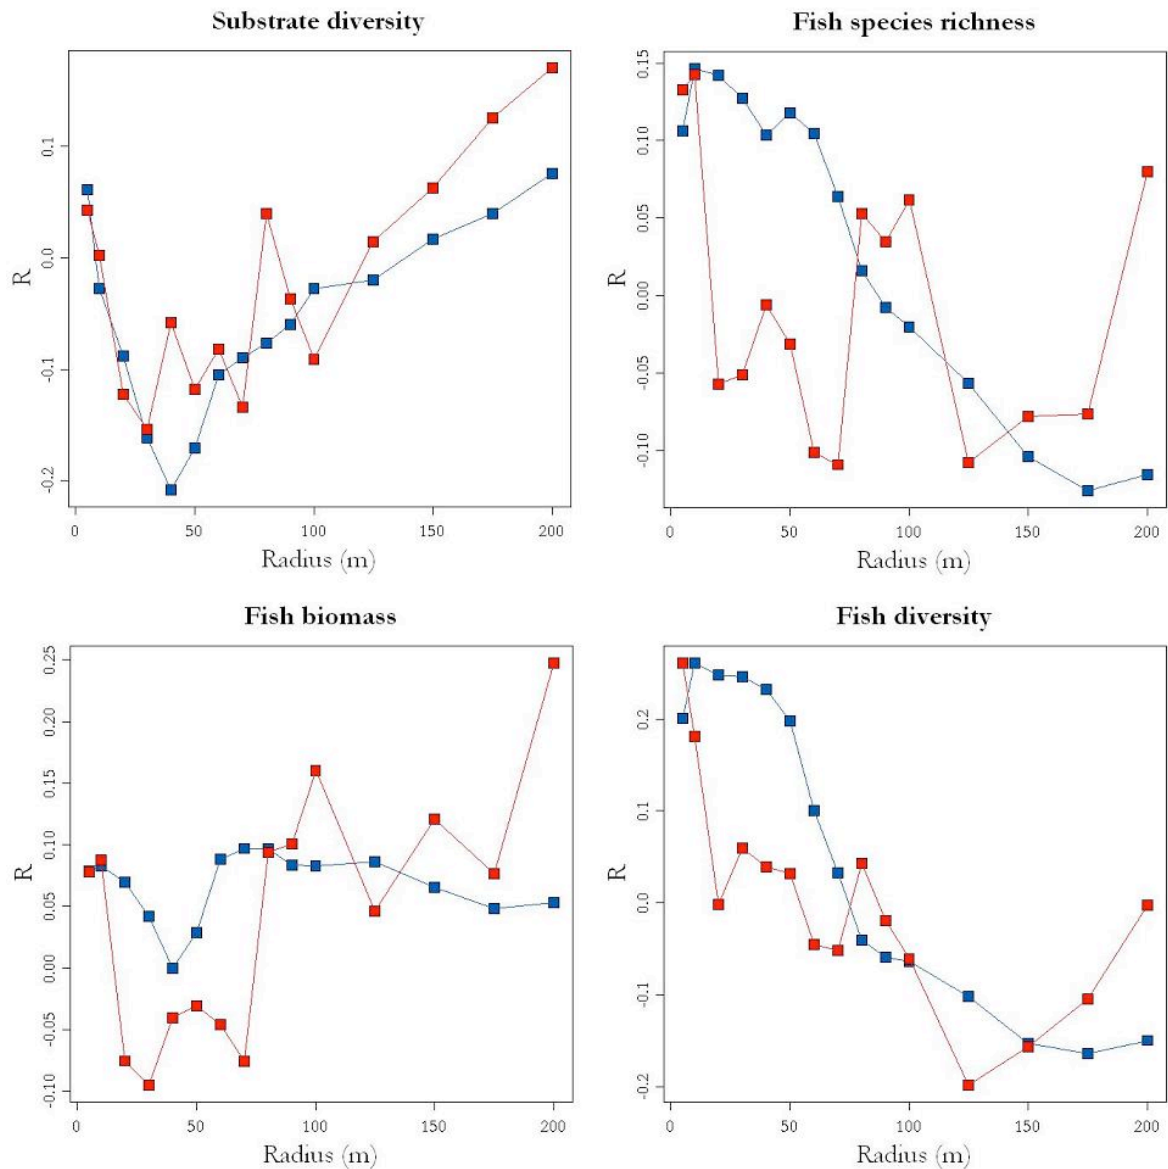 Substrate diversity
0.1
0.0
-0.1
-0.2
R
0 50 100 150 200
Radius (m)
Fish species richness
0.15
0.10
0.05
0.00
-0.05
-0.10
R
0 50 100 150 200
Radius (m)
Fish biomass
0.25
0.20
0.15
0.10
0.05
0.00
-0.05
-0.10
R
0 50 100 150 200
Radius (m)
Fish diversity
0.2
0.1
0.0
-0.1
-0.2
R
0 50 100 150 200
Radius (m)